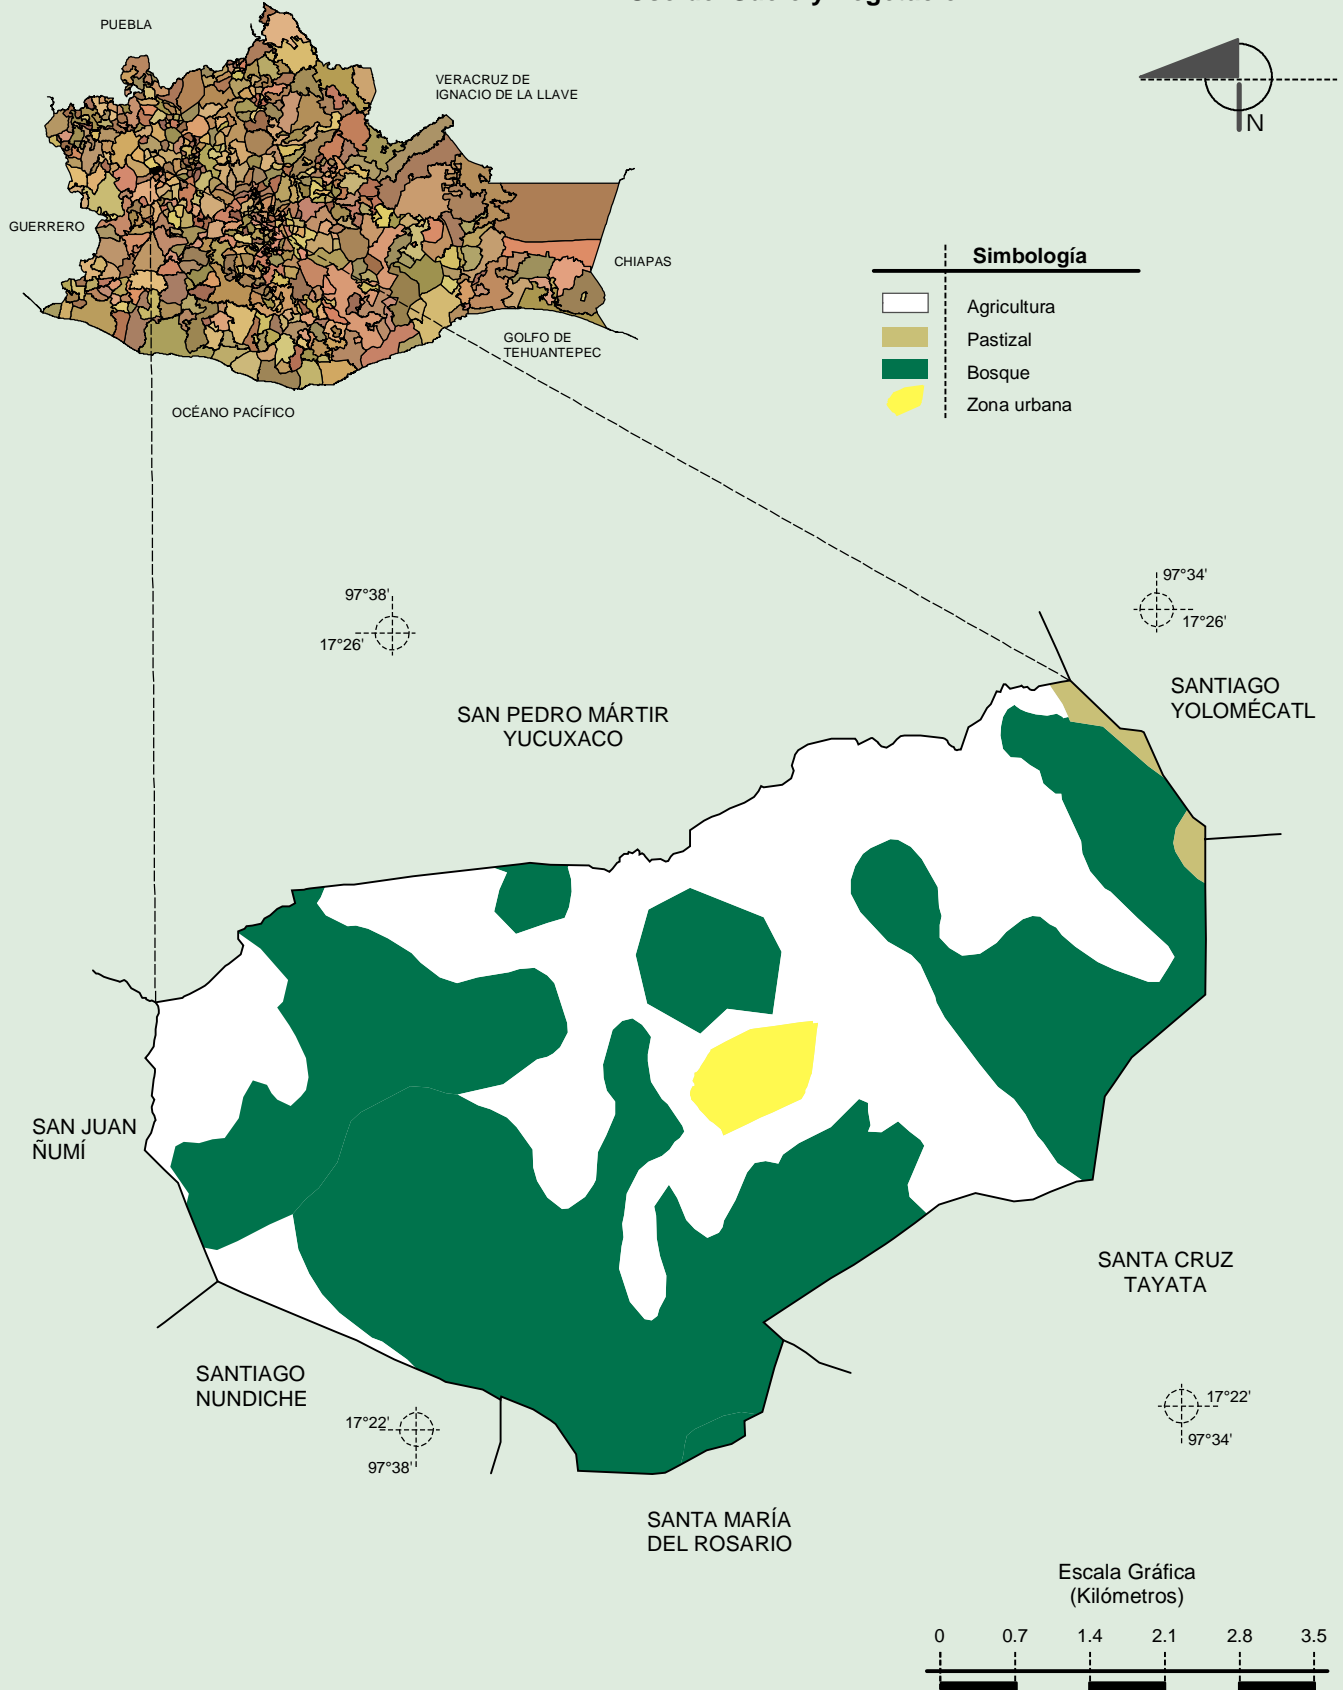 PUEBLA
VERACRUZ DE
IGNACIO DE LA LLAVE
N
GUERRERO
CHIAPAS
GOLFO DE
TEHUANTEPEC
OCÉANO PACÍFICO
Simbología
Agricultura
Pastizal
Bosque
Zona urbana
97°38'
17°26'
97°34'
17°26'
SANTIAGO
YOLOMÉCATL
SAN PEDRO MÁRTIR
YUCUXACO
SAN JUAN
ÑUMÍ
SANTA CRUZ
TAYATA
SANTIAGO
NUNDICHE
17°22'
97°38'
17°22'
97°34'
SANTA MARÍA
DEL ROSARIO
Escala Gráfica
(Kilómetros)
0 0.7 1.4 2.1 2.8 3.5